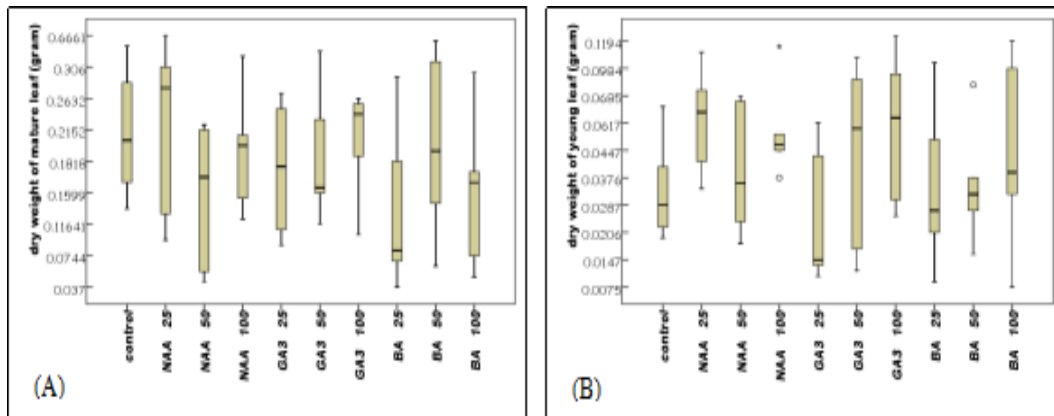 dry weight of mature leaf (gram)
0.6661
0.306
0.2632
0.2152
0.1818
0.1599
0.11641
0.0744
0.037
control
NAA 25
NAA 50
NAA 100
GA3 25
GA3 50
GA3 100
BA 25
BA 50
BA 100
(A)
dry weight of young leaf (gram)
0.1194
0.0994
0.0695
0.0617
0.0447
0.0376
0.0287
0.0206
0.0147
0.0075
control
NAA 25
NAA 50
NAA 100
GA3 25
GA3 50
GA3 100
BA 25
BA 50
BA 100
(B)